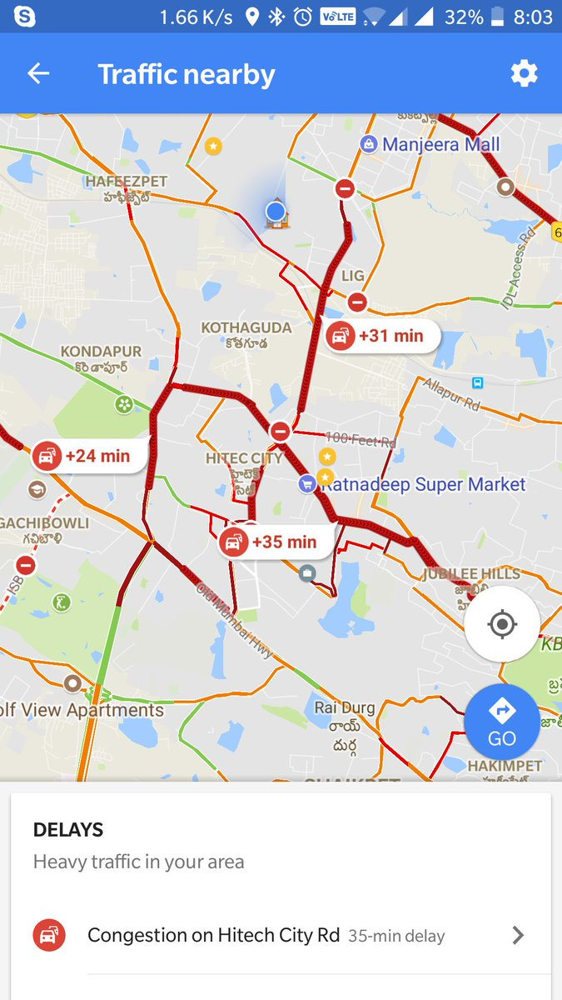 1.66 K/s VoLTE 32% 8:03
Traffic nearby
Manjeera Mall
HAFEEZPET
హఫీజ్‌పేట్
6
IDL Access Rd
LIG
+31 min
KOTHAGUDA
కోతగూడ
KONDAPUR
కొండాపూర్
Allapur Rd
100 Feet Rd
+24 min
HITEC CITY
హైటెక్
సిటీ
Ratnadeep Super Market
GACHIBOWLI
గచిబౌలి
+35 min
ISB
JUBILEE HILLS
జూబిలీ
Old Mumbai Hwy
KB
olf View Apartments
Rai Durg
రాయ్
దుర్గ
GO
HAKIMPET
DELAYS
Heavy traffic in your area
Congestion on Hitech City Rd 35-min delay